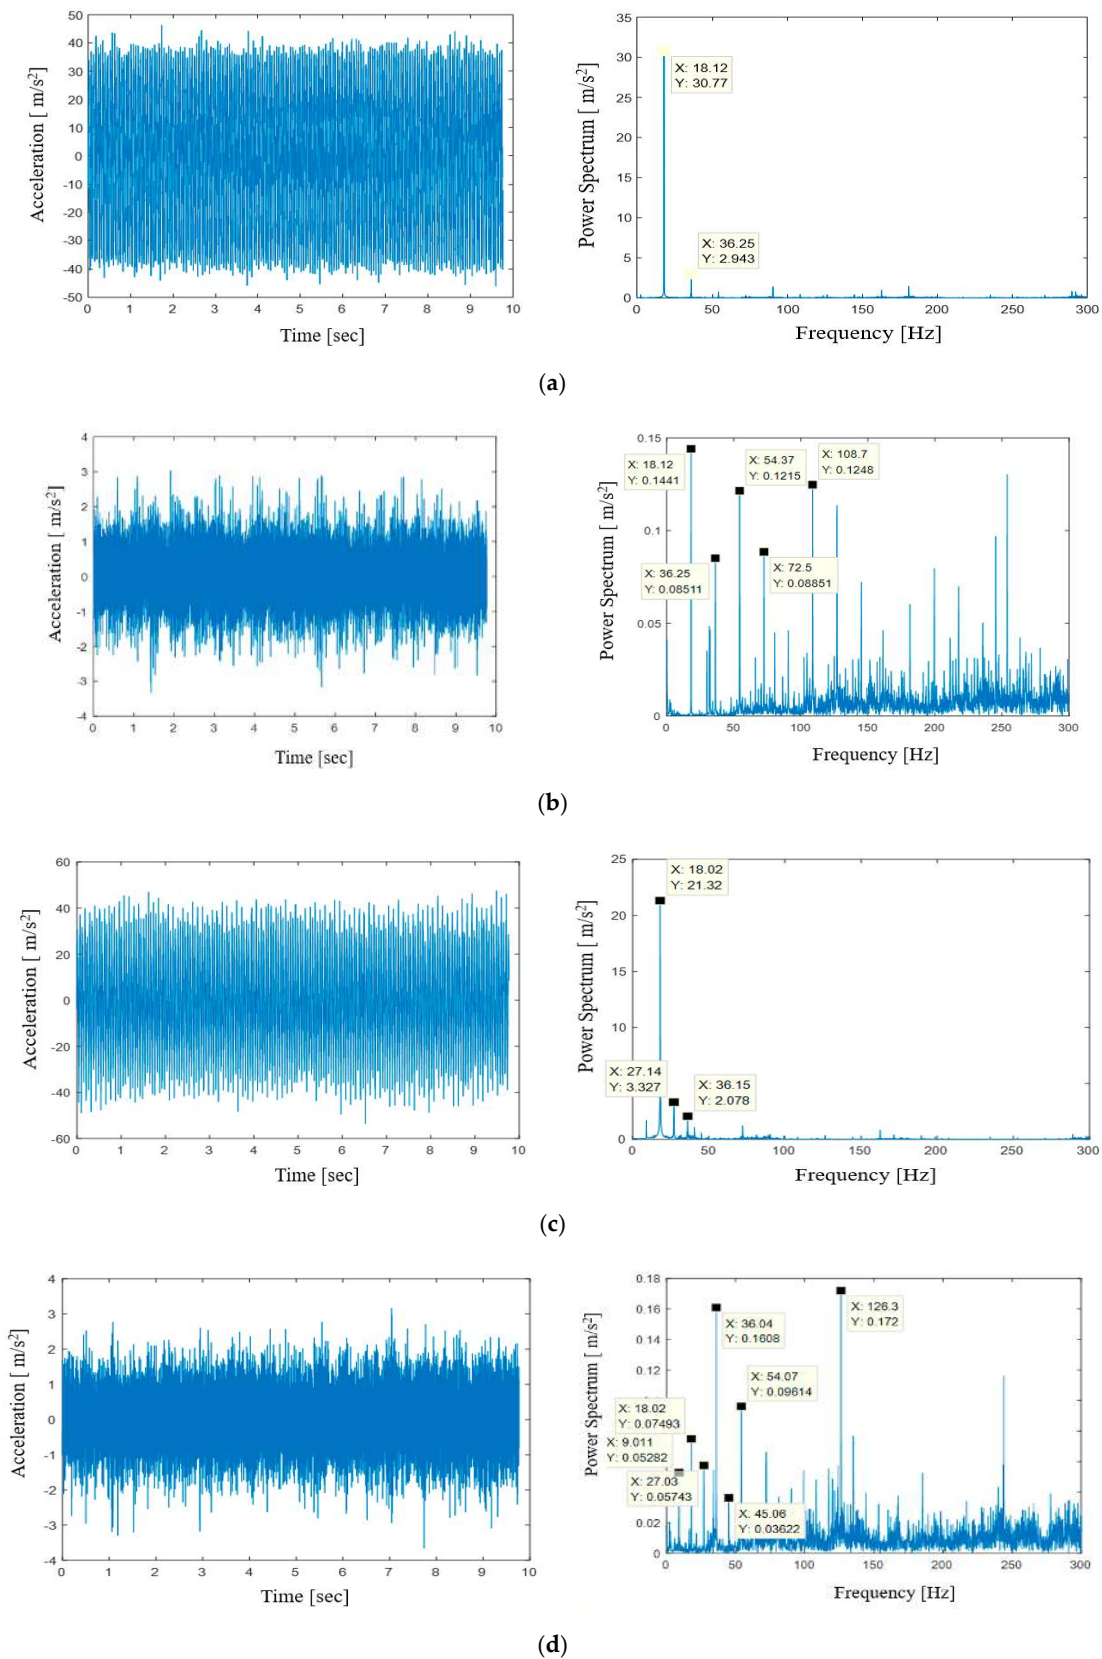 50
40
30
20
10
0
-10
-20
-30
-40
-50
0 1 2 3 4 5 6 7 8 9 10
Acceleration [ m/s²]
Time [sec]
35
30
25
20
15
10
5
0
0 50 100 150 200 250 300
Power Spectrum [ m/s²]
Frequency [Hz]
X: 18.12
Y: 30.77
X: 36.25
Y: 2.943
(a)
4
3
2
1
0
-1
-2
-3
-4
0 1 2 3 4 5 6 7 8 9 10
Acceleration [ m/s²]
Time [sec]
0.15
0.1
0.05
0
0 50 100 150 200 250 300
Power Spectrum [ m/s²]
Frequency [Hz]
X: 18.12
Y: 0.1441
X: 54.37
Y: 0.1215
X: 108.7
Y: 0.1248
X: 36.25
Y: 0.08511
X: 72.5
Y: 0.08851
(b)
60
40
20
0
-20
-40
-60
0 1 2 3 4 5 6 7 8 9 10
Acceleration [ m/s²]
Time [sec]
25
20
15
10
5
0
0 50 100 150 200 250 300
Power Spectrum [ m/s²]
Frequency [Hz]
X: 18.02
Y: 21.32
X: 27.14
Y: 3.327
X: 36.15
Y: 2.078
(c)
4
3
2
1
0
-1
-2
-3
-4
0 1 2 3 4 5 6 7 8 9 10
Acceleration [ m/s²]
Time [sec]
0.18
0.16
0.14
0.12
0.02
0
0 50 100 150 200 250 300
Power Spectrum [ m/s²]
Frequency [Hz]
X: 126.3
Y: 0.172
X: 36.04
Y: 0.1608
X: 54.07
Y: 0.09614
X: 18.02
Y: 0.07493
X: 9.011
Y: 0.05282
X: 27.03
Y: 0.05743
X: 45.06
Y: 0.03622
(d)